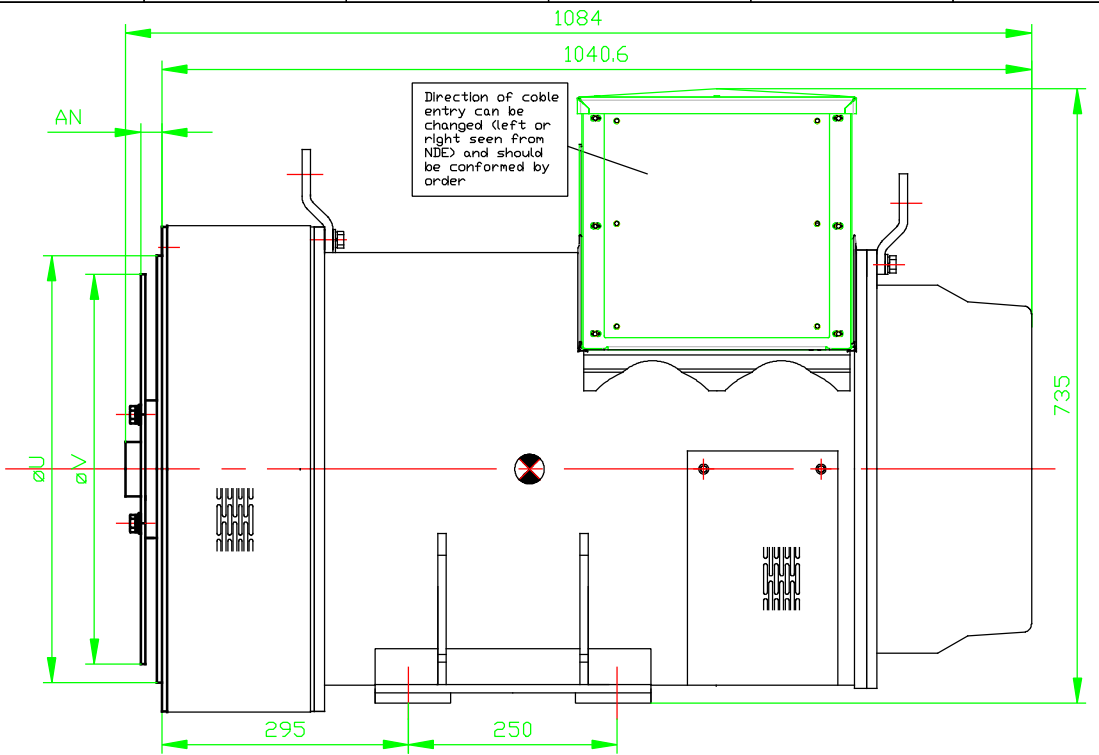 1084
1040.6
AN
Direction of coble
entry can be
changed (left or
right seen from
NDE) and should
be conformed by
order
735
øU
øV
295
250